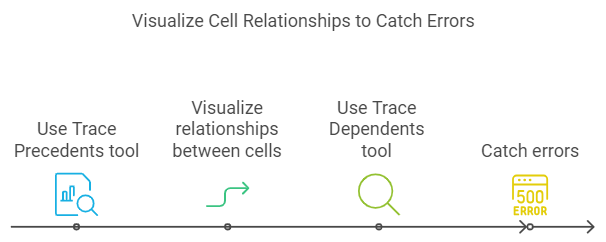 Visualize Cell Relationships to Catch Errors
Use Trace
Precedents tool
Visualize
relationships
between cells
Use Trace
Dependents
tool
Catch errors
500
ERROR